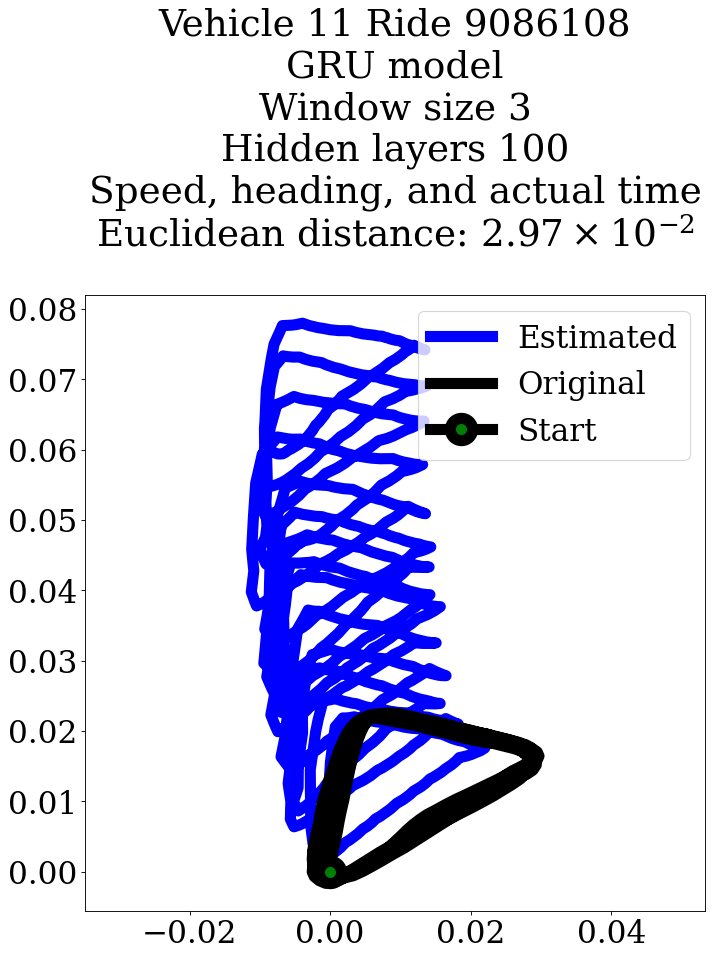 Vehicle 11 Ride 9086108
GRU model
Window size 3
Hidden layers 100
Speed, heading, and actual time
Euclidean distance: 2.97 × 10⁻²
Estimated
Original
Start
0.08
0.07
0.06
0.05
0.04
0.03
0.02
0.01
0.00
−0.02 0.00 0.02 0.04